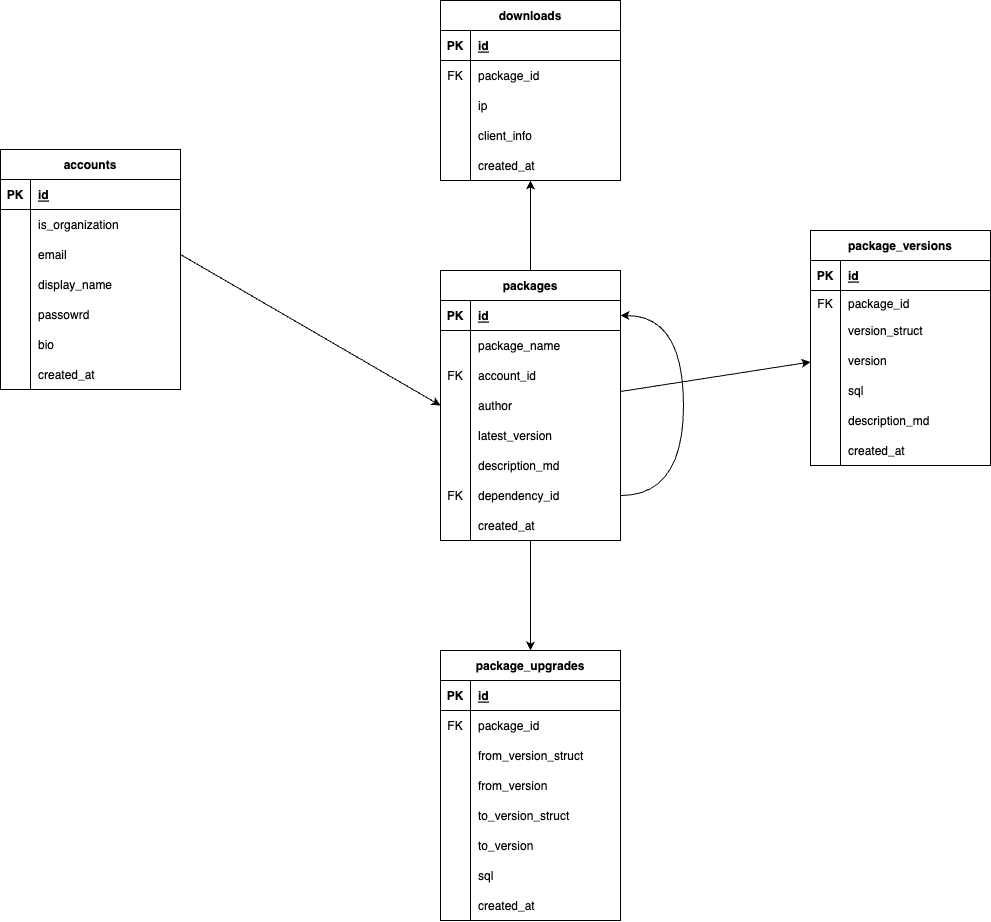 downloads
PK id
FK package_id
ip
client_info
created_at
accounts
PK id
is_organization
email
display_name
passowrd
bio
created_at
packages
PK id
package_name
FK account_id
author
latest_version
description_md
FK dependency_id
created_at
package_versions
PK id
FK package_id
version_struct
version
sql
description_md
created_at
package_upgrades
PK id
FK package_id
from_version_struct
from_version
to_version_struct
to_version
sql
created_at